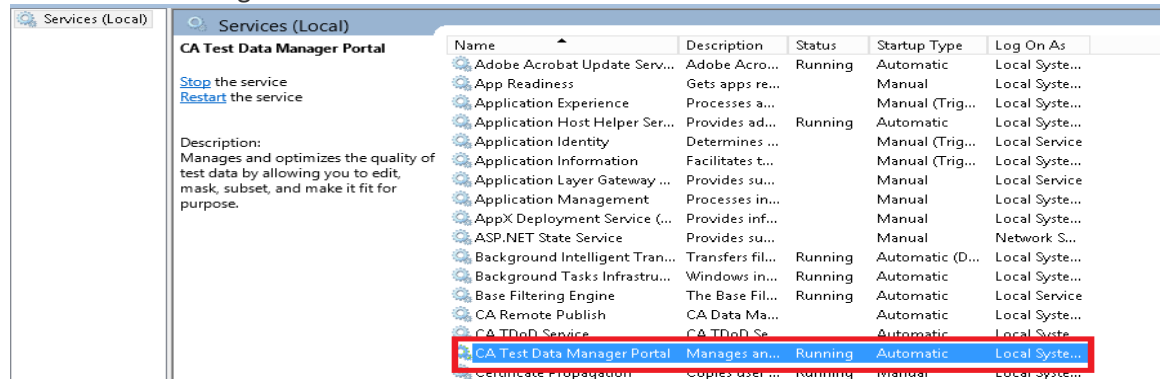 Services (Local)
Services (Local)
CA Test Data Manager Portal
Stop the service
Restart the service
Description:
Manages and optimizes the quality of
test data by allowing you to edit,
mask, subset, and make it fit for
purpose.
Name Description Status Startup Type Log On As
Adobe Acrobat Update Serv... Adobe Acro... Running Automatic Local Syste...
App Readiness Gets apps re... Manual Local Syste...
Application Experience Processes a... Manual (Trig... Local Syste...
Application Host Helper Ser... Provides ad... Running Automatic Local Syste...
Application Identity Determines ... Manual (Trig... Local Service
Application Information Facilitates t... Manual (Trig... Local Syste...
Application Layer Gateway ... Provides su... Manual Local Service
Application Management Processes in... Manual Local Syste...
AppX Deployment Service (... Provides inf... Manual Local Syste...
ASP.NET State Service Provides su... Manual Network S...
Background Intelligent Tran... Transfers fil... Running Automatic (D... Local Syste...
Background Tasks Infrastru... Windows in... Running Automatic Local Syste...
Base Filtering Engine The Base Fil... Running Automatic Local Service
CA Remote Publish CA Data Ma... Automatic Local Syste...
CA TDoD Service CA TDoD Se... Automatic Local Syste...
CA Test Data Manager Portal Manages an... Running Automatic Local Syste...
Certificate Propagation Copies user ... Running Manual Local Syste...